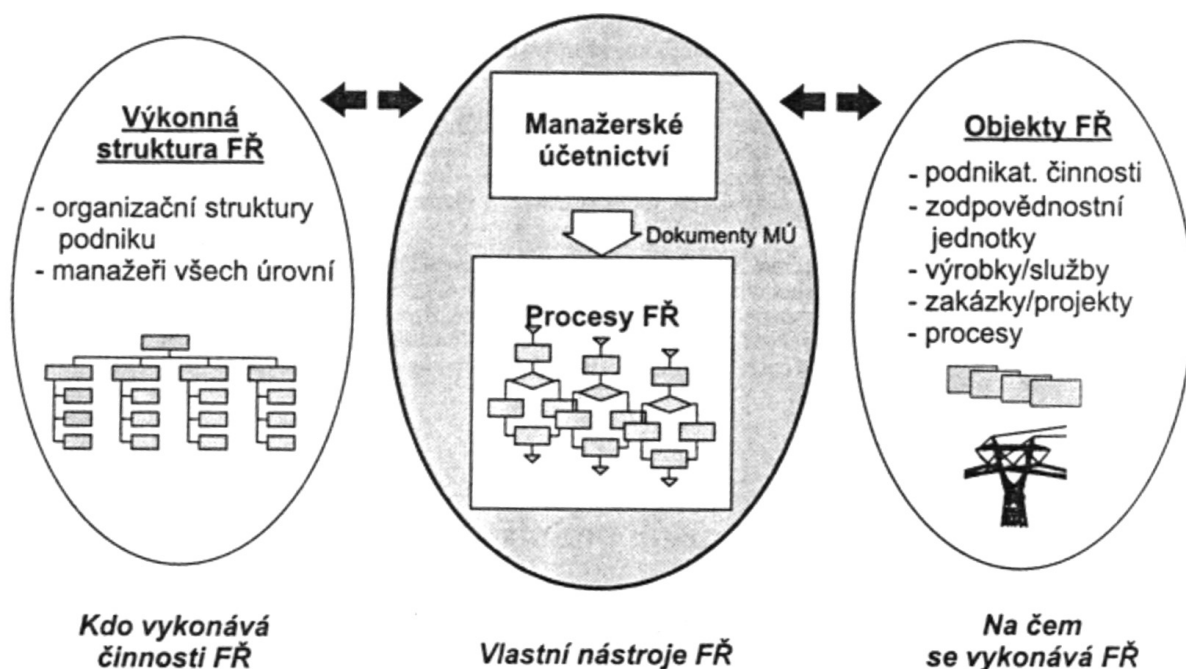 Výkonná
struktura FŘ
- organizační struktury
podniku
- manažeři všech úrovní
Kdo vykonává
činnosti FŘ
Manažerské
účetnictví
Dokumenty MÚ
Procesy FŘ
Vlastní nástroje FŘ
Objekty FŘ
- podnikat. činnosti
- zodpovědnostní
jednotky
- výrobky/služby
- zakázky/projekty
- procesy
Na čem
se vykonává FŘ